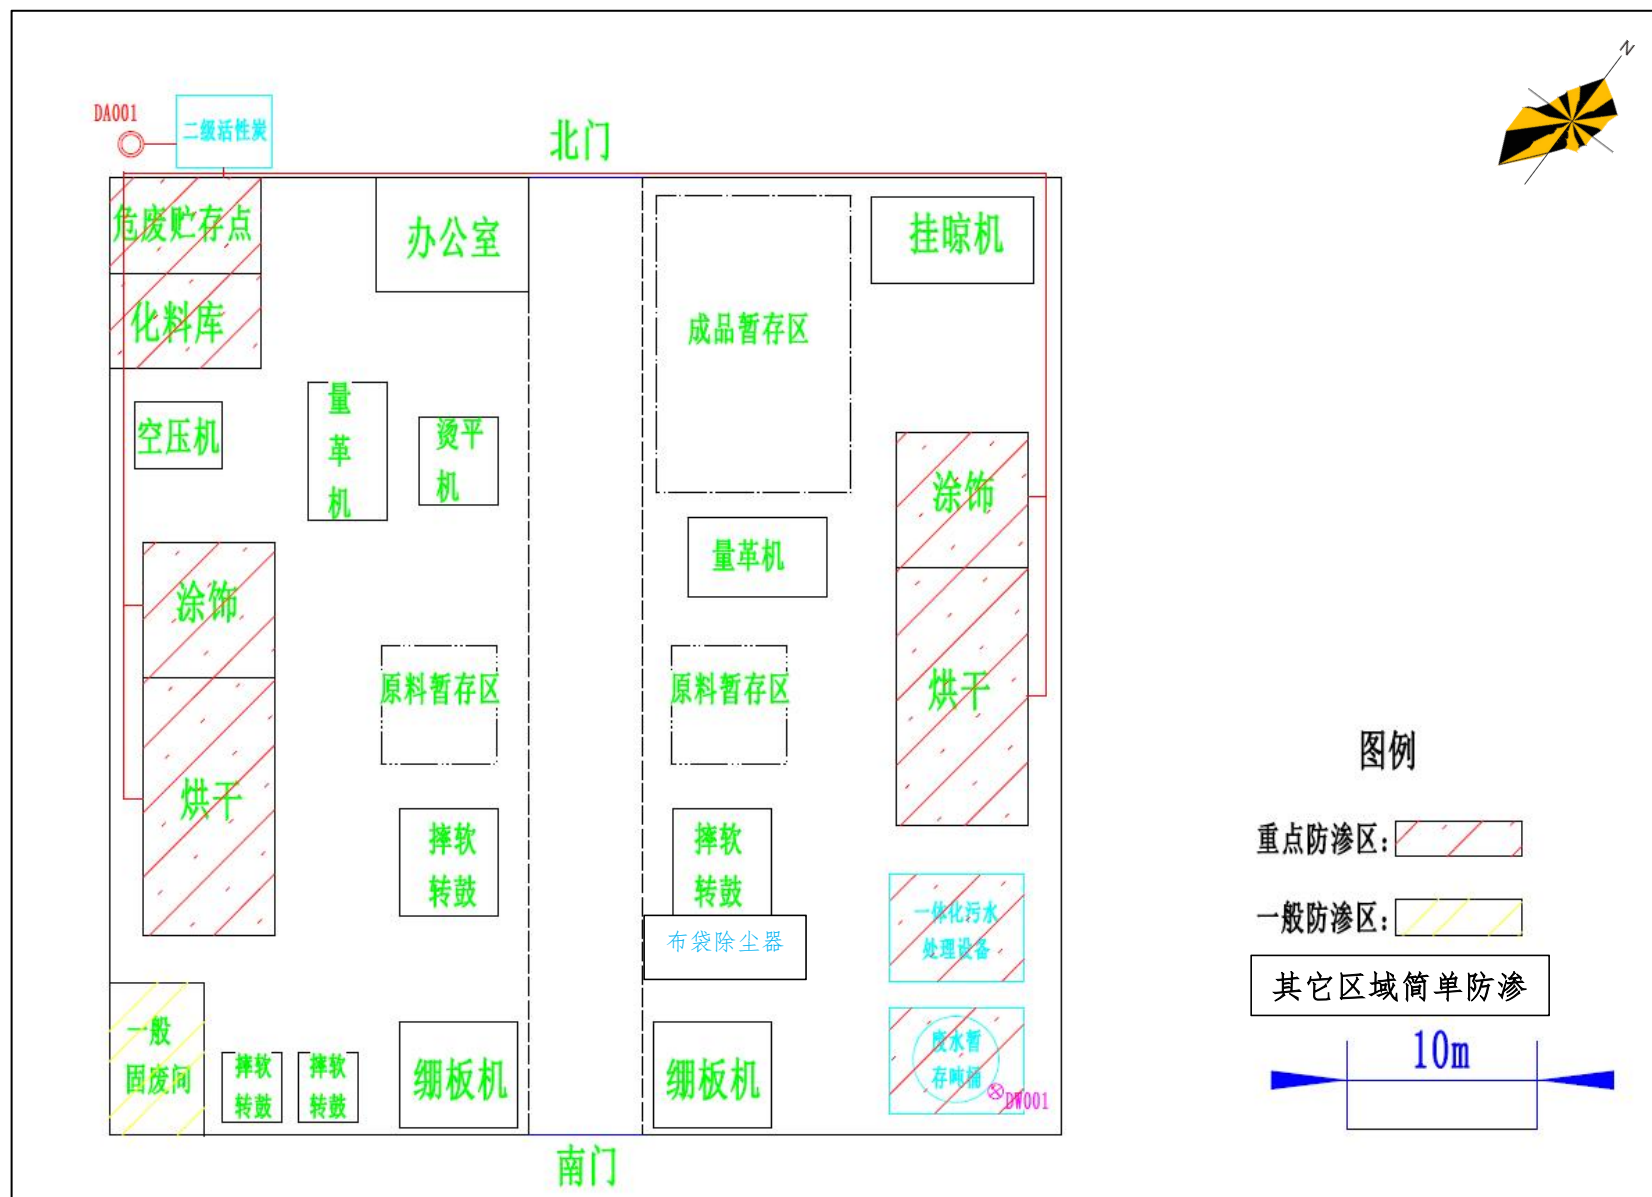 N
DA001
二级活性炭
北门
危废贮存点
办公室
挂晾机
化料库
成品暂存区
量
革
机
烫平
机
空压机
涂饰
量革机
涂饰
原料暂存区
原料暂存区
烘干
图例
烘干
摔软
转鼓
摔软
转鼓
重点防渗区:
一体化污水
处理设备
一般防渗区:
布袋除尘器
其它区域简单防渗
一般
固废间
摔软
转鼓
摔软
转鼓
绷板机
绷板机
废水暂
存吨桶
DW001
10m
南门